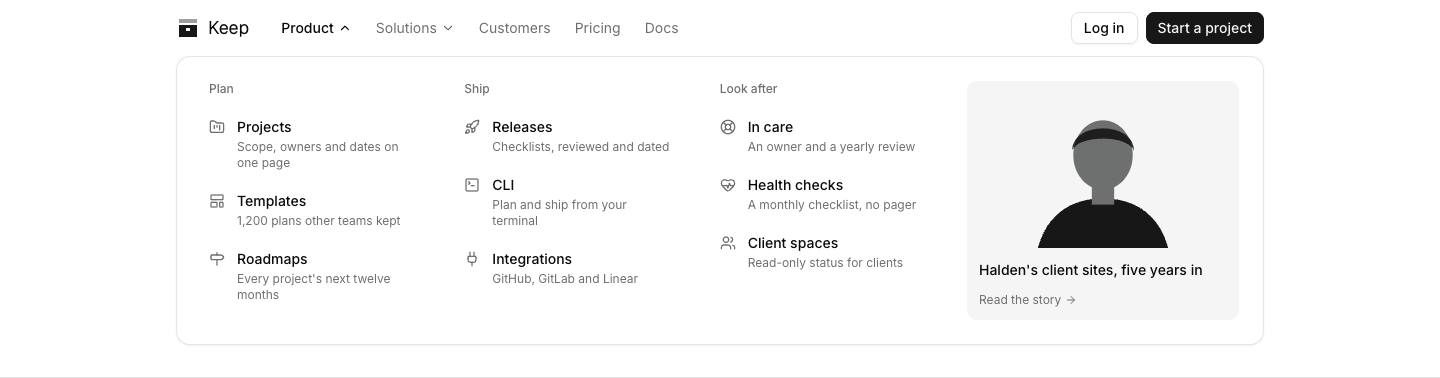 Keep
Product
Solutions
Customers
Pricing
Docs
Log in
Start a project
Plan
Projects
Scope, owners and dates on
one page
Templates
1,200 plans other teams kept
Roadmaps
Every project's next twelve
months
Ship
Releases
Checklists, reviewed and dated
CLI
Plan and ship from your
terminal
Integrations
GitHub, GitLab and Linear
Look after
In care
An owner and a yearly review
Health checks
A monthly checklist, no pager
Client spaces
Read-only status for clients
Halden's client sites, five years in
Read the story →